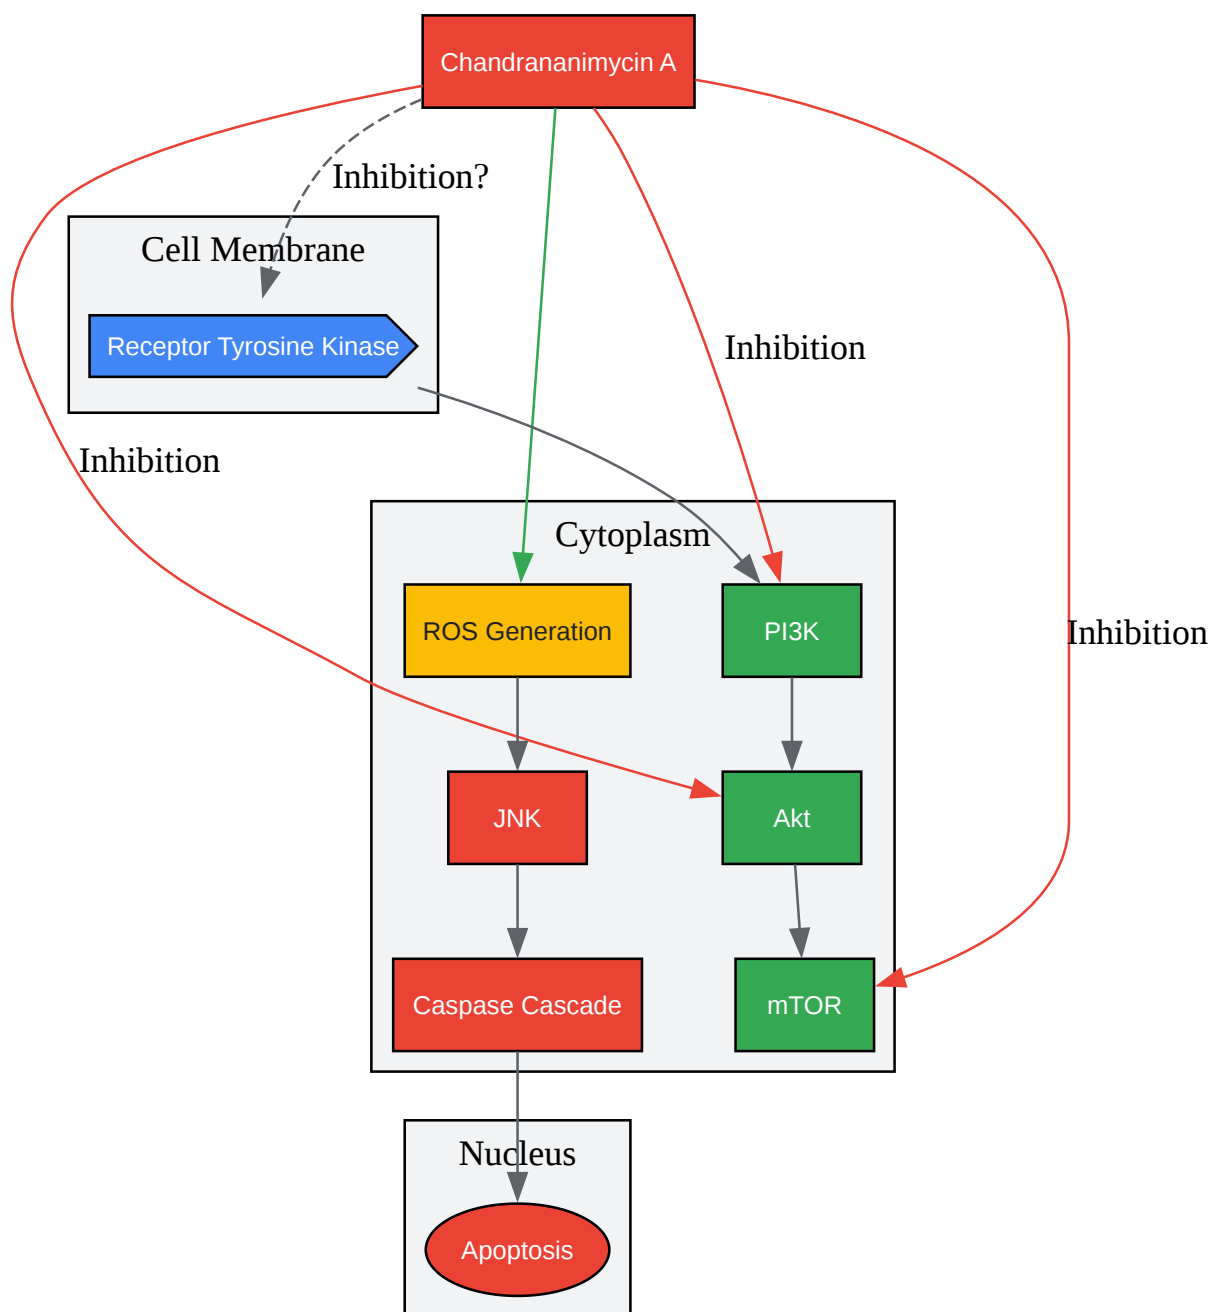 Chandrananimycin A
Inhibition?
Cell Membrane
Receptor Tyrosine Kinase
Inhibition
Inhibition
Cytoplasm
ROS Generation
PI3K
Inhibition
JNK
Akt
Caspase Cascade
mTOR
Nucleus
Apoptosis